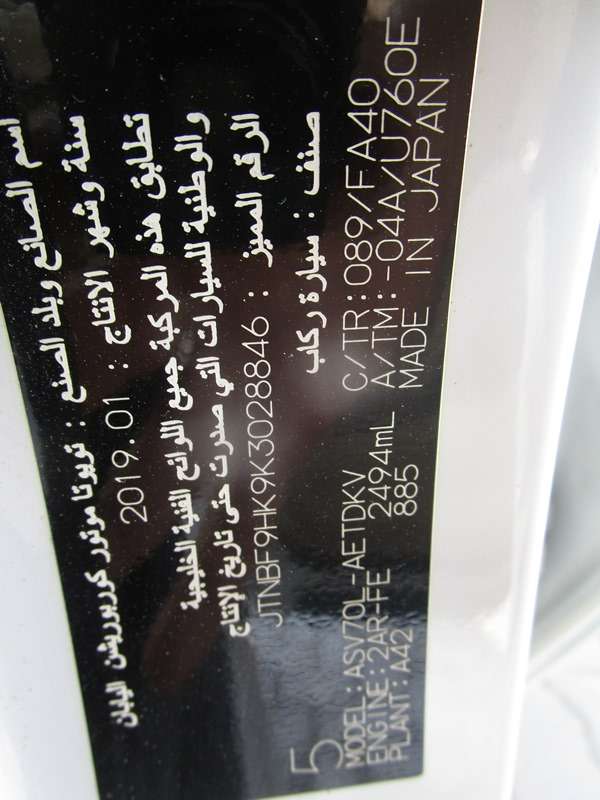 اسم الصانع وبلد الصنع : تويوتا موتور كوربوريشن اليابان
سنة وشهر الانتاج : 2019.01
تطابق هذه المركبة جميع اللوائح الفنية الخليجية
والوطنية للسيارات التي صدرت حتى تاريخ الإنتاج
الرقم المميز : JTNBF9HK9K3028846
صنف : سيارة ركاب
5
MODEL:ASV70L-AETDKV C/TR:089/FA40
ENGINE:2AR-FE 2494mL A/TM:-04A/U760E
PLANT:A42 885 MADE IN JAPAN